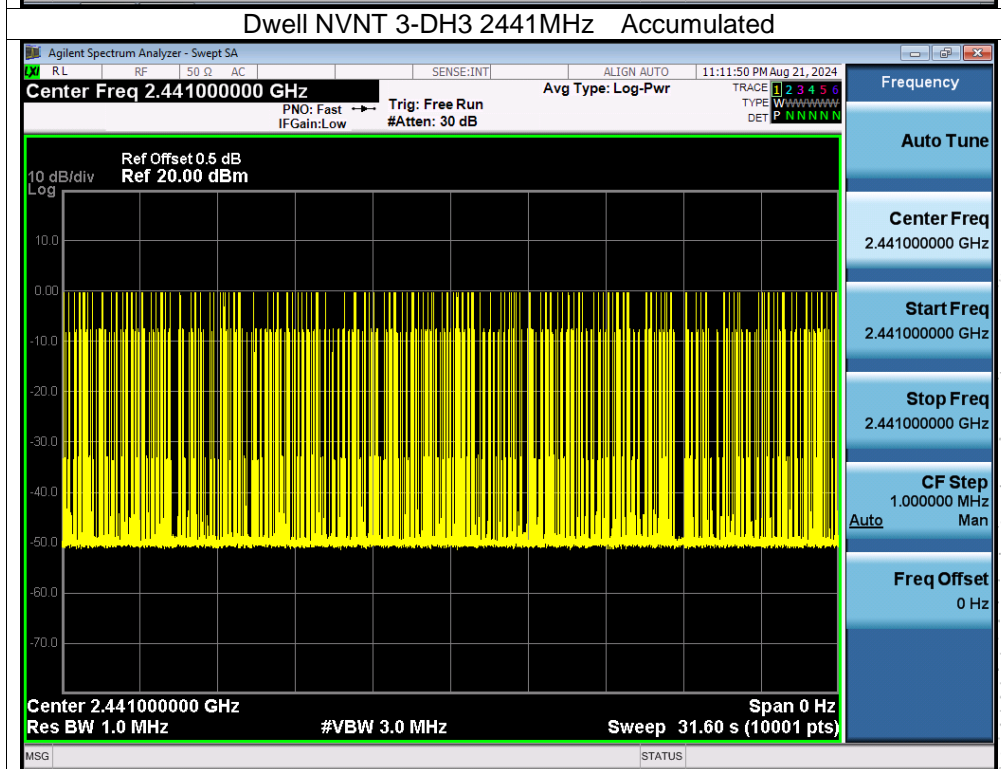 Dwell NVNT 3-DH3 2441MHz Accumulated
Agilent Spectrum Analyzer - Swept SA
LXI RL RF 50 Ω AC SENSE:INT ALIGN AUTO 11:11:50 PM Aug 21, 2024
Center Freq 2.441000000 GHz
PNO: Fast
IFGain:Low
Trig: Free Run
#Atten: 30 dB
Avg Type: Log-Pwr
TRACE 1 2 3 4 5 6
TYPE WWWWWWW
DET P N N N N N
Ref Offset 0.5 dB
10 dB/div Ref 20.00 dBm
Log
10.0
0.00
-10.0
-20.0
-30.0
-40.0
-50.0
-60.0
-70.0
Center 2.441000000 GHz Span 0 Hz
Res BW 1.0 MHz #VBW 3.0 MHz Sweep 31.60 s (10001 pts)
MSG STATUS
Frequency
Auto Tune
Center Freq
2.441000000 GHz
Start Freq
2.441000000 GHz
Stop Freq
2.441000000 GHz
CF Step
1.000000 MHz
Auto Man
Freq Offset
0 Hz